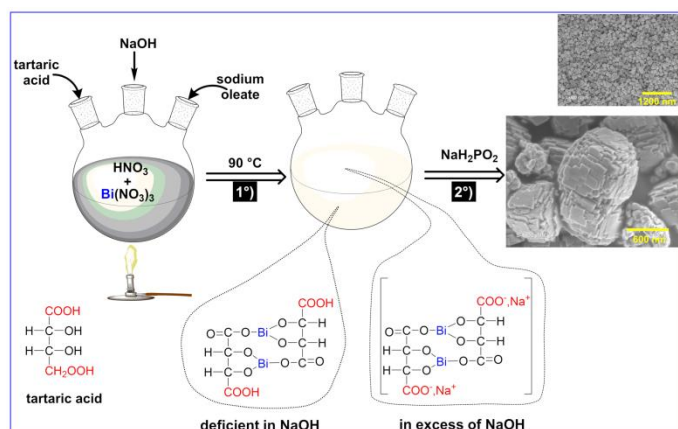 NaOH
tartaric
acid
sodium
oleate
HNO₃
+
Bi(NO₃)₃
90 °C
1°)
NaH₂PO₂
2°)
1200 nm
COOH
H—C—OH
H—C—OH
CH₂OOH
tartaric acid
COOH
O=C—O—Bi—O—C—H
H—C—O—C—H
H—C—O—Bi—O—C=O
COOH
deficient in NaOH
COO⁻,Na⁺
O=C—O—Bi—O—C—H
H—C—O—C—H
H—C—O—Bi—O—C=O
COO⁻,Na⁺
in excess of NaOH